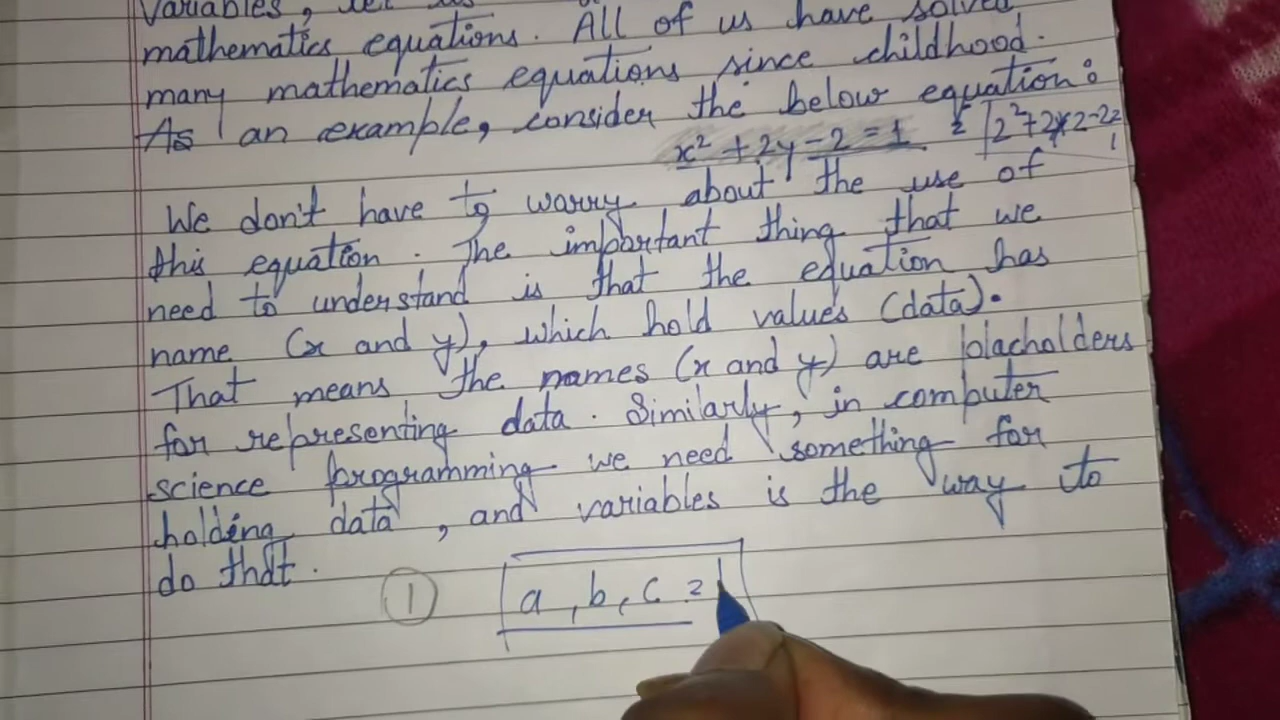 Variables, let us
mathematics equations. All of us have solved
many mathematics equations since childhood.
As an example, consider the below equation:
x² + 2y - 2 = 1
We don't have to worry about the use of
this equation. The important thing that we
need to understand is that the equation has
name (x and y), which hold values (data).
That means the names (x and y) are placholders
for representing data. Similarly, in computer
science programming we need something for
holding data, and variables is the way to
do that.
1 a, b, c =